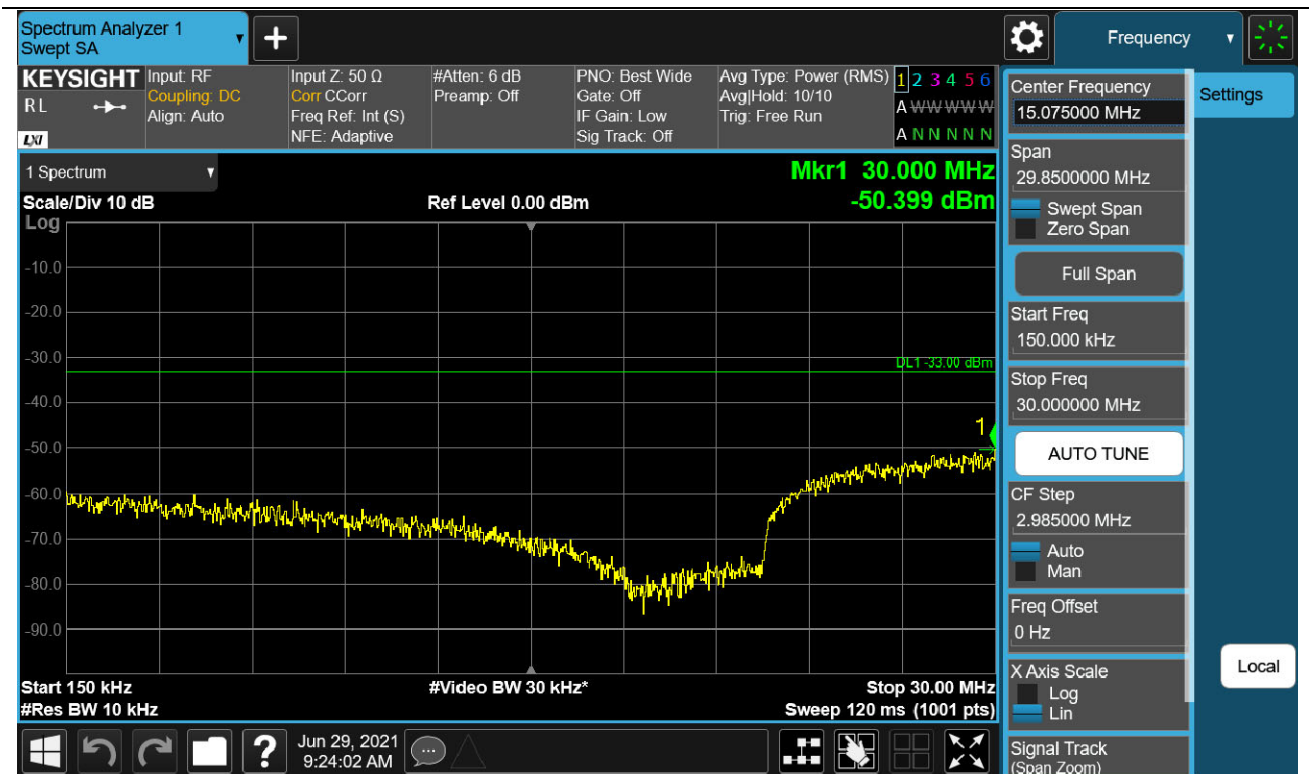 Spectrum Analyzer 1
Swept SA
Frequency
KEYSIGHT
R L
LXI
Input: RF
Coupling: DC
Align: Auto
Input Z: 50 Ω
Corr CCorr
Freq Ref: Int (S)
NFE: Adaptive
#Atten: 6 dB
Preamp: Off
PNO: Best Wide
Gate: Off
IF Gain: Low
Sig Track: Off
Avg Type: Power (RMS)
Avg|Hold: 10/10
Trig: Free Run
1 2 3 4 5 6
A W W W W W
A N N N N N
1 Spectrum
Scale/Div 10 dB
Ref Level 0.00 dBm
Mkr1 30.000 MHz
-50.399 dBm
Log
-10.0
-20.0
-30.0
DL1 -33.00 dBm
-40.0
1
-50.0
-60.0
-70.0
-80.0
-90.0
Start 150 kHz
#Video BW 30 kHz*
Stop 30.00 MHz
#Res BW 10 kHz
Sweep 120 ms (1001 pts)
?
Jun 29, 2021
9:24:02 AM
Center Frequency
15.075000 MHz
Settings
Span
29.8500000 MHz
Swept Span
Zero Span
Full Span
Start Freq
150.000 kHz
Stop Freq
30.000000 MHz
AUTO TUNE
CF Step
2.985000 MHz
Auto
Man
Freq Offset
0 Hz
X Axis Scale
Log
Lin
Local
Signal Track
(Span Zoom)